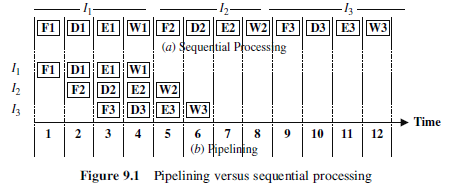 I1 I2 I3
F1 D1 E1 W1 F2 D2 E2 W2 F3 D3 E3 W3
(a) Sequential Processing
I1 F1 D1 E1 W1
I2 F2 D2 E2 W2
I3 F3 D3 E3 W3
Time
1 2 3 4 5 6 7 8 9 10 11 12
(b) Pipelining
Figure 9.1 Pipelining versus sequential processing